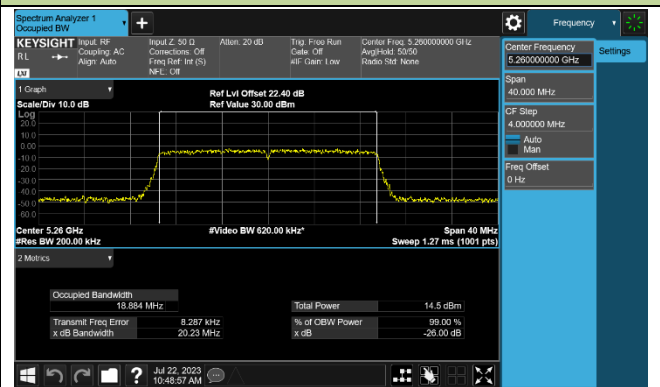 Spectrum Analyzer 1
Occupied BW
Frequency
KEYSIGHT
RL
Input: RF
Coupling: AC
Align: Auto
Input Z: 50 Ω
Corrections: Off
Freq Ref: Int (S)
NFE: Off
Atten: 20 dB
Trig: Free Run
Gate: Off
#IF Gain: Low
Center Freq: 5.260000000 GHz
Avg|Hold: 50/50
Radio Std: None
LXI
1 Graph
Scale/Div 10.0 dB
Ref Lvl Offset 22.40 dB
Ref Value 30.00 dBm
Log
20.0
10.0
0.00
-10.0
-20.0
-30.0
-40.0
-50.0
-60.0
Center 5.26 GHz
#Video BW 620.00 kHz*
Span 40 MHz
#Res BW 200.00 kHz
Sweep 1.27 ms (1001 pts)
2 Metrics
Occupied Bandwidth
18.884 MHz
Total Power 14.5 dBm
Transmit Freq Error 8.287 kHz
% of OBW Power 99.00 %
x dB Bandwidth 20.23 MHz
x dB -26.00 dB
Center Frequency
5.260000000 GHz
Settings
Span
40.000 MHz
CF Step
4.000000 MHz
Auto
Man
Freq Offset
0 Hz
?
Jul 22, 2023
10:48:57 AM